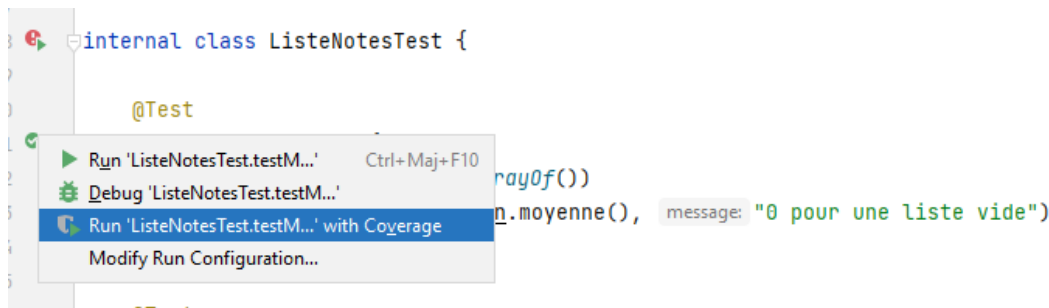 internal class ListeNotesTest {
@Test
Run 'ListeNotesTest.testM...' Ctrl+Maj+F10
rayOf())
Debug 'ListeNotesTest.testM...'
n.moyenne(), message: "0 pour une liste vide")
Run 'ListeNotesTest.testM...' with Coverage
Modify Run Configuration...